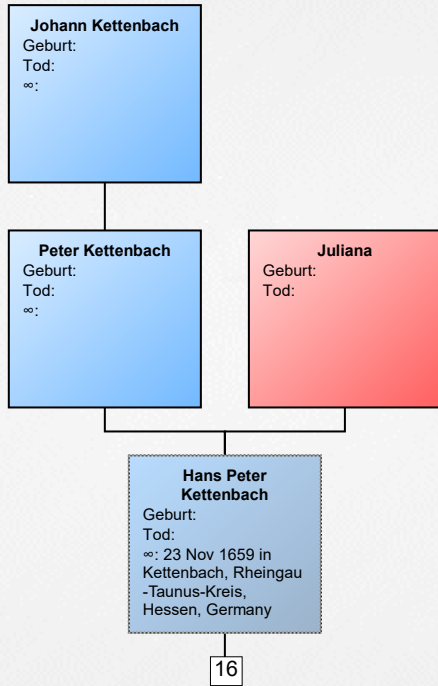 Johann Kettenbach
Geburt:
Tod:
∞:
Peter Kettenbach
Geburt:
Tod:
∞:
Juliana
Geburt:
Tod:
Hans Peter
Kettenbach
Geburt:
Tod:
∞: 23 Nov 1659 in
Kettenbach, Rheingau
-Taunus-Kreis,
Hessen, Germany
16